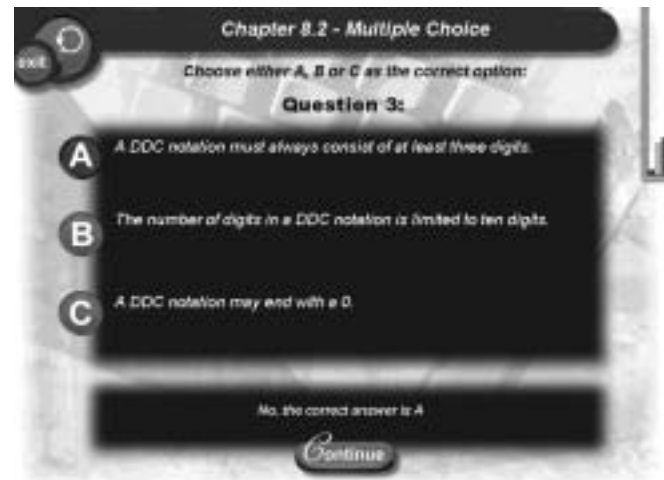 Chapter 8.2 - Multiple Choice
exit
Choose either A, B or C as the correct option:
Question 3:
A A DDC notation must always consist of at least three digits.
B The number of digits in a DDC notation is limited to ten digits.
C A DDC notation may end with a 0.
No, the correct answer is A
Continue